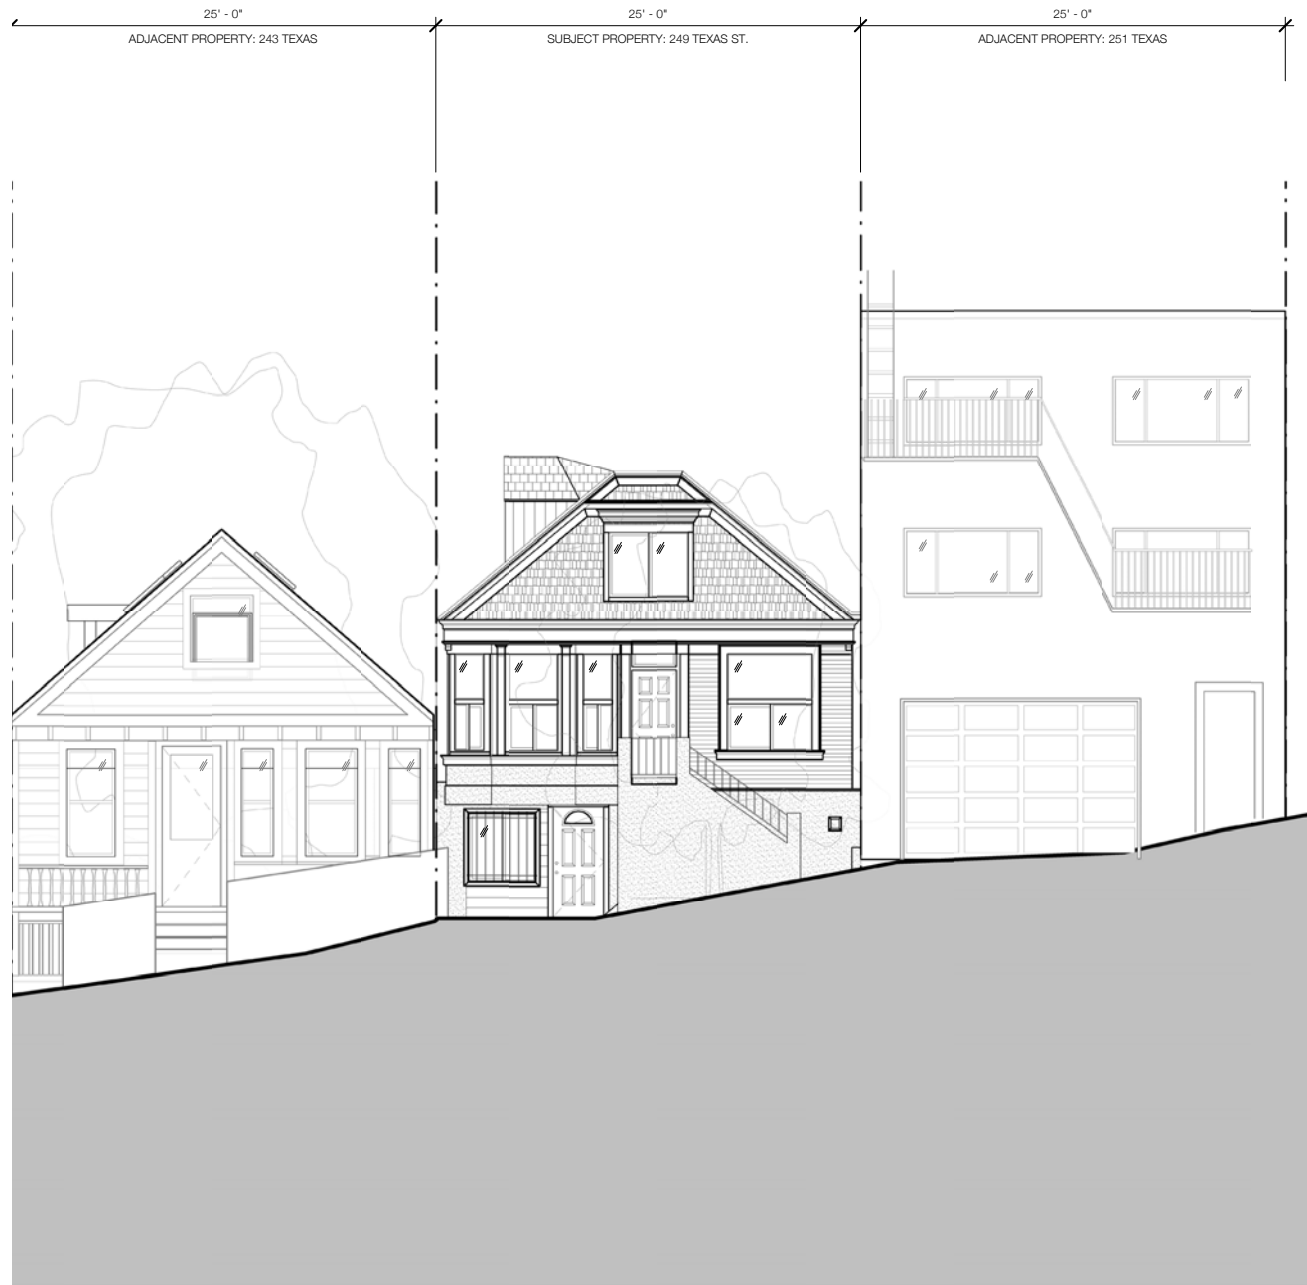 25' - 0" 25' - 0" 25' - 0"
ADJACENT PROPERTY: 243 TEXAS SUBJECT PROPERTY: 249 TEXAS ST. ADJACENT PROPERTY: 251 TEXAS